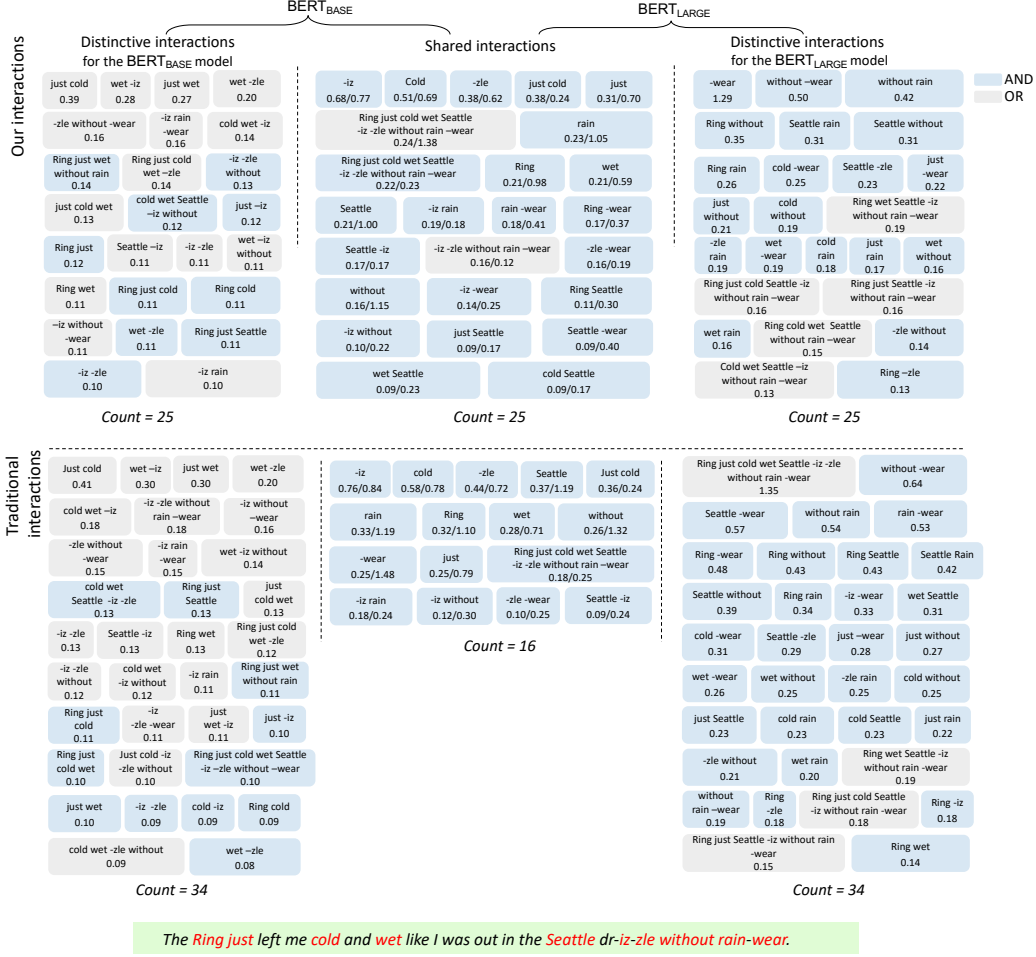 BERT_BASE
BERT_LARGE
Distinctive interactions
for the BERT_BASE model
Shared interactions
Distinctive interactions
for the BERT_LARGE model
AND
OR
Our interactions
just cold
0.39
wet -iz
0.28
just wet
0.27
wet -zle
0.20
-zle without -wear
0.16
-iz rain
-wear
0.16
cold wet -iz
0.14
Ring just wet
without rain
0.14
Ring just cold
wet –zle
0.14
-iz -zle
without
0.13
just cold wet
0.13
cold wet Seattle
–iz without
0.12
just –iz
0.12
Ring just
0.12
Seattle –iz
0.11
-iz -zle
0.11
wet –iz
without
0.11
Ring wet
0.11
Ring just cold
0.11
Ring cold
0.11
–iz without
-wear
0.11
wet -zle
0.11
Ring just Seattle
0.11
-iz -zle
0.10
-iz rain
0.10
Count = 25
-iz
0.68/0.77
Cold
0.51/0.69
-zle
0.38/0.62
just cold
0.38/0.24
just
0.31/0.70
Ring just cold wet Seattle
-iz -zle without rain –wear
0.24/1.38
rain
0.23/1.05
Ring just cold wet Seattle
-iz -zle without rain –wear
0.22/0.23
Ring
0.21/0.98
wet
0.21/0.59
Seattle
0.21/1.00
-iz rain
0.19/0.18
rain -wear
0.18/0.41
Ring -wear
0.17/0.37
Seattle -iz
0.17/0.17
-iz -zle without rain –wear
0.16/0.12
-zle -wear
0.16/0.19
without
0.16/1.15
-iz -wear
0.14/0.25
Ring Seattle
0.11/0.30
-iz without
0.10/0.22
just Seattle
0.09/0.17
Seattle -wear
0.09/0.40
wet Seattle
0.09/0.23
cold Seattle
0.09/0.17
Count = 25
-wear
1.29
without –wear
0.50
without rain
0.42
Ring without
0.35
Seattle rain
0.31
Seattle without
0.31
Ring rain
0.26
cold -wear
0.25
Seattle -zle
0.23
just
-wear
0.22
just
without
0.21
cold
without
0.19
Ring wet Seattle -iz
without rain –wear
0.19
-zle
rain
0.19
wet
-wear
0.19
cold
rain
0.18
just
rain
0.17
wet
without
0.16
Ring just cold Seattle -iz
without rain –wear
0.16
Ring just Seattle -iz
without rain –wear
0.16
wet rain
0.16
Ring cold wet Seattle
without rain –wear
0.15
-zle without
0.14
Cold wet Seattle –iz
without rain –wear
0.13
Ring –zle
0.13
Count = 25
Traditional
interactions
Just cold
0.41
wet –iz
0.30
just wet
0.30
wet -zle
0.20
cold wet –iz
0.18
-iz -zle without
rain –wear
0.18
-iz without
–wear
0.16
-zle without
-wear
0.15
-iz rain
-wear
0.15
wet -iz without
0.14
cold wet
Seattle -iz -zle
0.13
Ring just
Seattle
0.13
just
cold wet
0.13
-iz -zle
0.13
Seattle -iz
0.13
Ring wet
0.13
Ring just cold
wet -zle
0.12
-iz -zle
without
0.12
cold wet
-iz without
0.12
-iz rain
0.11
Ring just wet
without rain
0.11
Ring just
cold
0.11
-iz
-zle -wear
0.11
just
wet -iz
0.11
just -iz
0.10
Ring just
cold wet
0.10
Just cold -iz
-zle without
0.10
Ring just cold wet Seattle
-iz –zle without –wear
0.10
just wet
0.10
-iz -zle
0.09
cold -iz
0.09
Ring cold
0.09
cold wet -zle without
0.09
wet –zle
0.08
Count = 34
-iz
0.76/0.84
cold
0.58/0.78
-zle
0.44/0.72
Seattle
0.37/1.19
Just cold
0.36/0.24
rain
0.33/1.19
Ring
0.32/1.10
wet
0.28/0.71
without
0.26/1.32
-wear
0.25/1.48
just
0.25/0.79
Ring just cold wet Seattle
-iz -zle without rain –wear
0.18/0.25
-iz rain
0.18/0.24
-iz without
0.12/0.30
-zle -wear
0.10/0.25
Seattle -iz
0.09/0.24
Count = 16
Ring just cold wet Seattle -iz -zle
without rain -wear
1.35
without -wear
0.64
Seattle -wear
0.57
without rain
0.54
rain -wear
0.53
Ring -wear
0.48
Ring without
0.43
Ring Seattle
0.43
Seattle Rain
0.42
Seattle without
0.39
Ring rain
0.34
-iz -wear
0.33
wet Seattle
0.31
cold -wear
0.31
Seattle -zle
0.29
just –wear
0.28
just without
0.27
wet -wear
0.26
wet without
0.25
-zle rain
0.25
cold without
0.25
just Seattle
0.23
cold rain
0.23
cold Seattle
0.23
just rain
0.22
-zle without
0.21
wet rain
0.20
Ring wet Seattle -iz
without rain -wear
0.19
without
rain –wear
0.19
Ring
-zle
0.18
Ring just cold Seattle
-iz without rain -wear
0.18
Ring -iz
0.18
Ring just Seattle -iz without rain
-wear
0.15
Ring wet
0.14
Count = 34
The Ring just left me cold and wet like I was out in the Seattle dr-iz-zle without rain-wear.